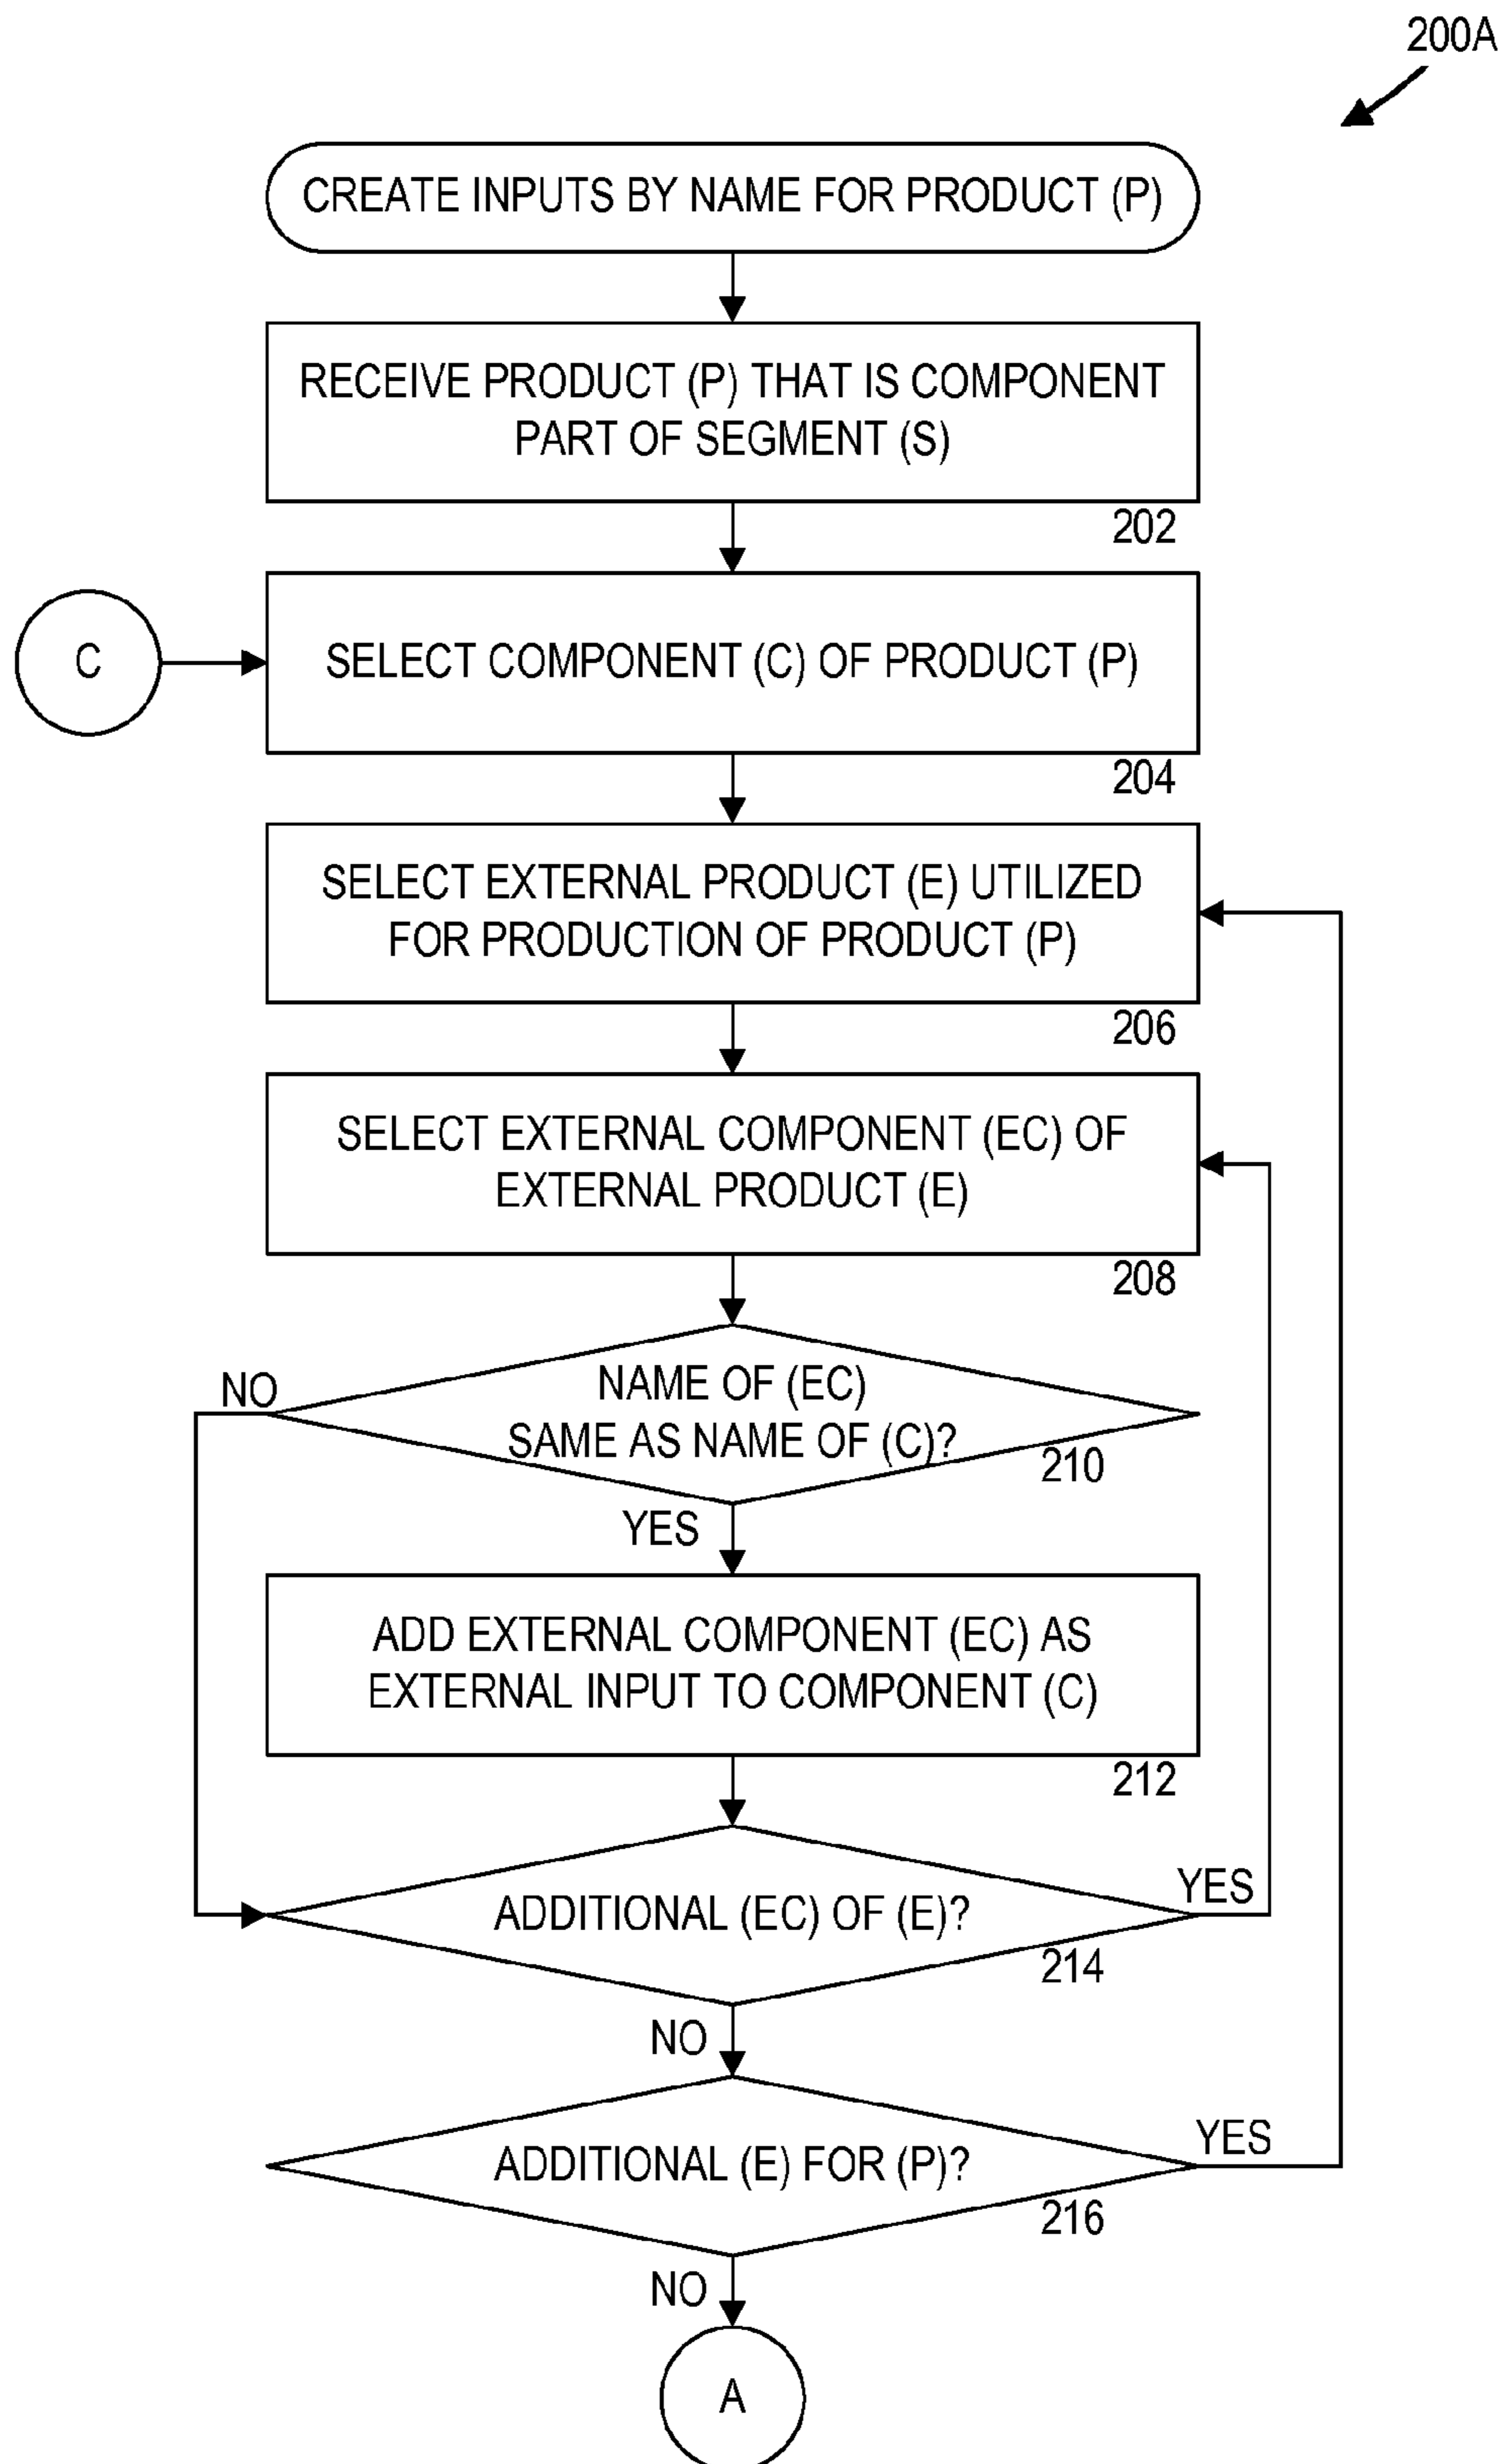 200A
CREATE INPUTS BY NAME FOR PRODUCT (P)
RECEIVE PRODUCT (P) THAT IS COMPONENT
PART OF SEGMENT (S)
202
C
SELECT COMPONENT (C) OF PRODUCT (P)
204
SELECT EXTERNAL PRODUCT (E) UTILIZED
FOR PRODUCTION OF PRODUCT (P)
206
SELECT EXTERNAL COMPONENT (EC) OF
EXTERNAL PRODUCT (E)
208
NO
NAME OF (EC)
SAME AS NAME OF (C)?
210
YES
ADD EXTERNAL COMPONENT (EC) AS
EXTERNAL INPUT TO COMPONENT (C)
212
YES
ADDITIONAL (EC) OF (E)?
214
NO
YES
ADDITIONAL (E) FOR (P)?
216
NO
A